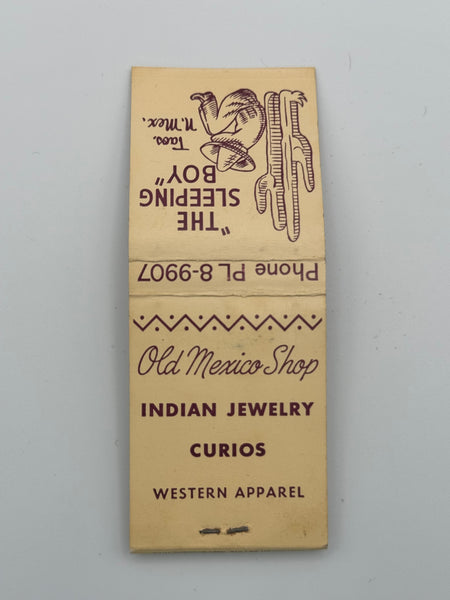 Phone PL 8-9907
"THE
SLEEPING
BOY"
Taos,
N. Mex.
Old Mexico Shop
INDIAN JEWELRY
CURIOS
WESTERN APPAREL